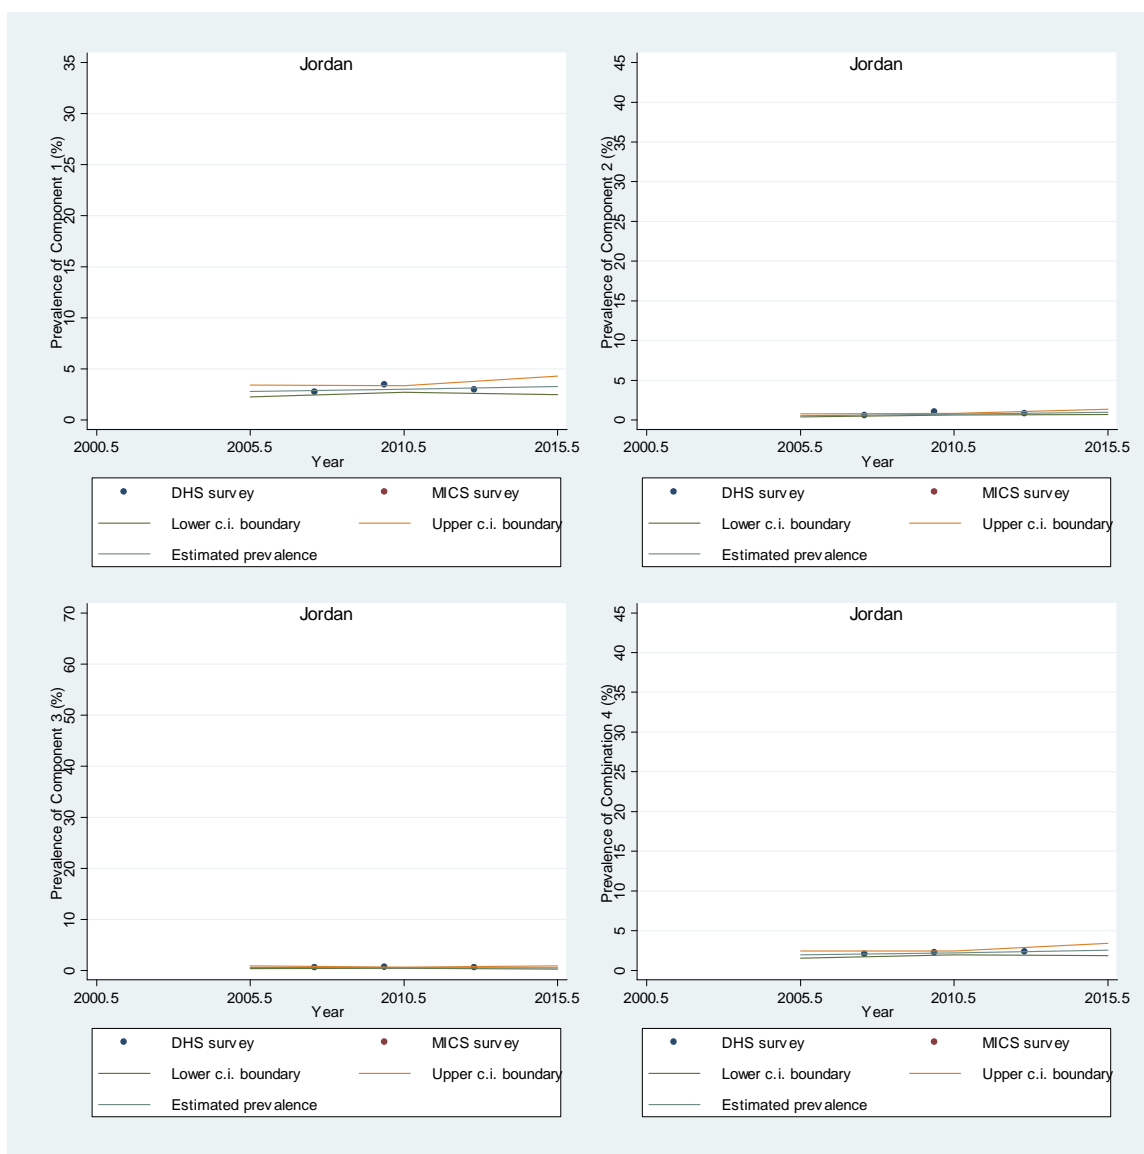 Jordan
Prevalence of Component 1 (%)
35
30
25
20
15
10
5
0
2000.5 2005.5 2010.5 2015.5
Year
DHS survey MICS survey
Lower c.i. boundary Upper c.i. boundary
Estimated prevalence
Jordan
Prevalence of Component 2 (%)
45
40
35
30
25
20
15
10
5
0
2000.5 2005.5 2010.5 2015.5
Year
DHS survey MICS survey
Lower c.i. boundary Upper c.i. boundary
Estimated prevalence
Jordan
Prevalence of Component 3 (%)
70
60
50
40
30
20
10
0
2000.5 2005.5 2010.5 2015.5
Year
DHS survey MICS survey
Lower c.i. boundary Upper c.i. boundary
Estimated prevalence
Jordan
Prevalence of Combination 4 (%)
45
40
35
30
25
20
15
10
5
0
2000.5 2005.5 2010.5 2015.5
Year
DHS survey MICS survey
Lower c.i. boundary Upper c.i. boundary
Estimated prevalence